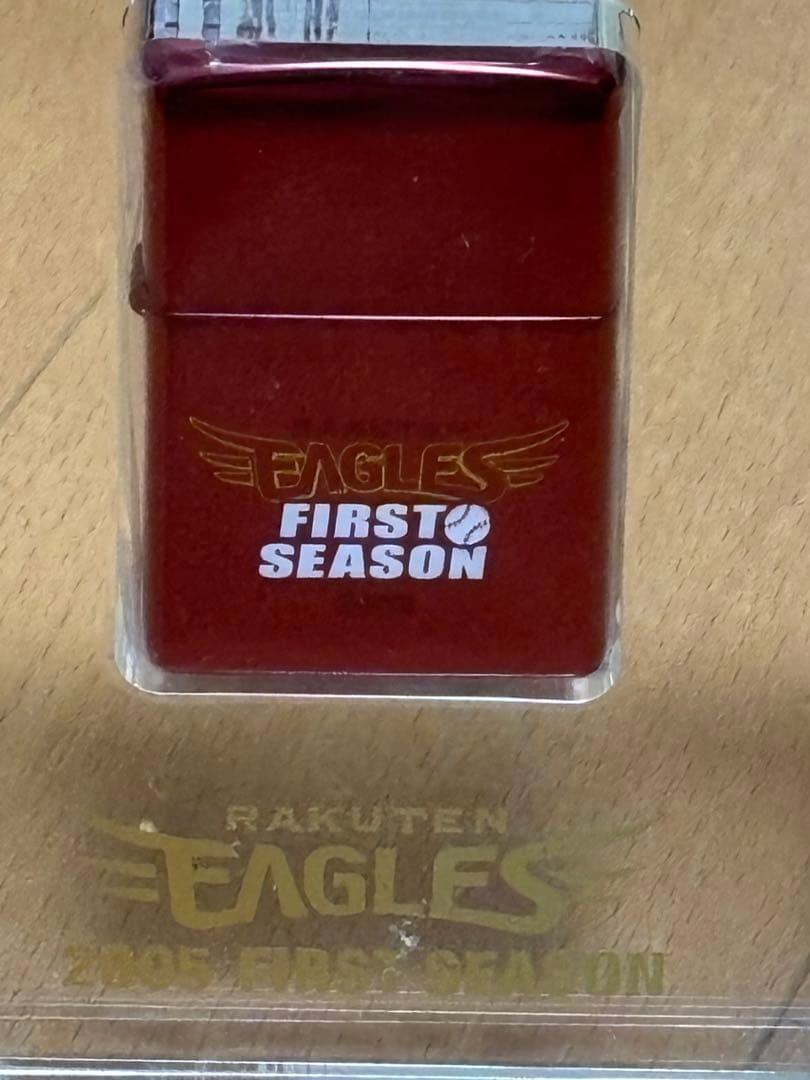 EAGLES
FIRST
SEASON
RAKUTEN
EAGLES
2005 FIRST SEASON